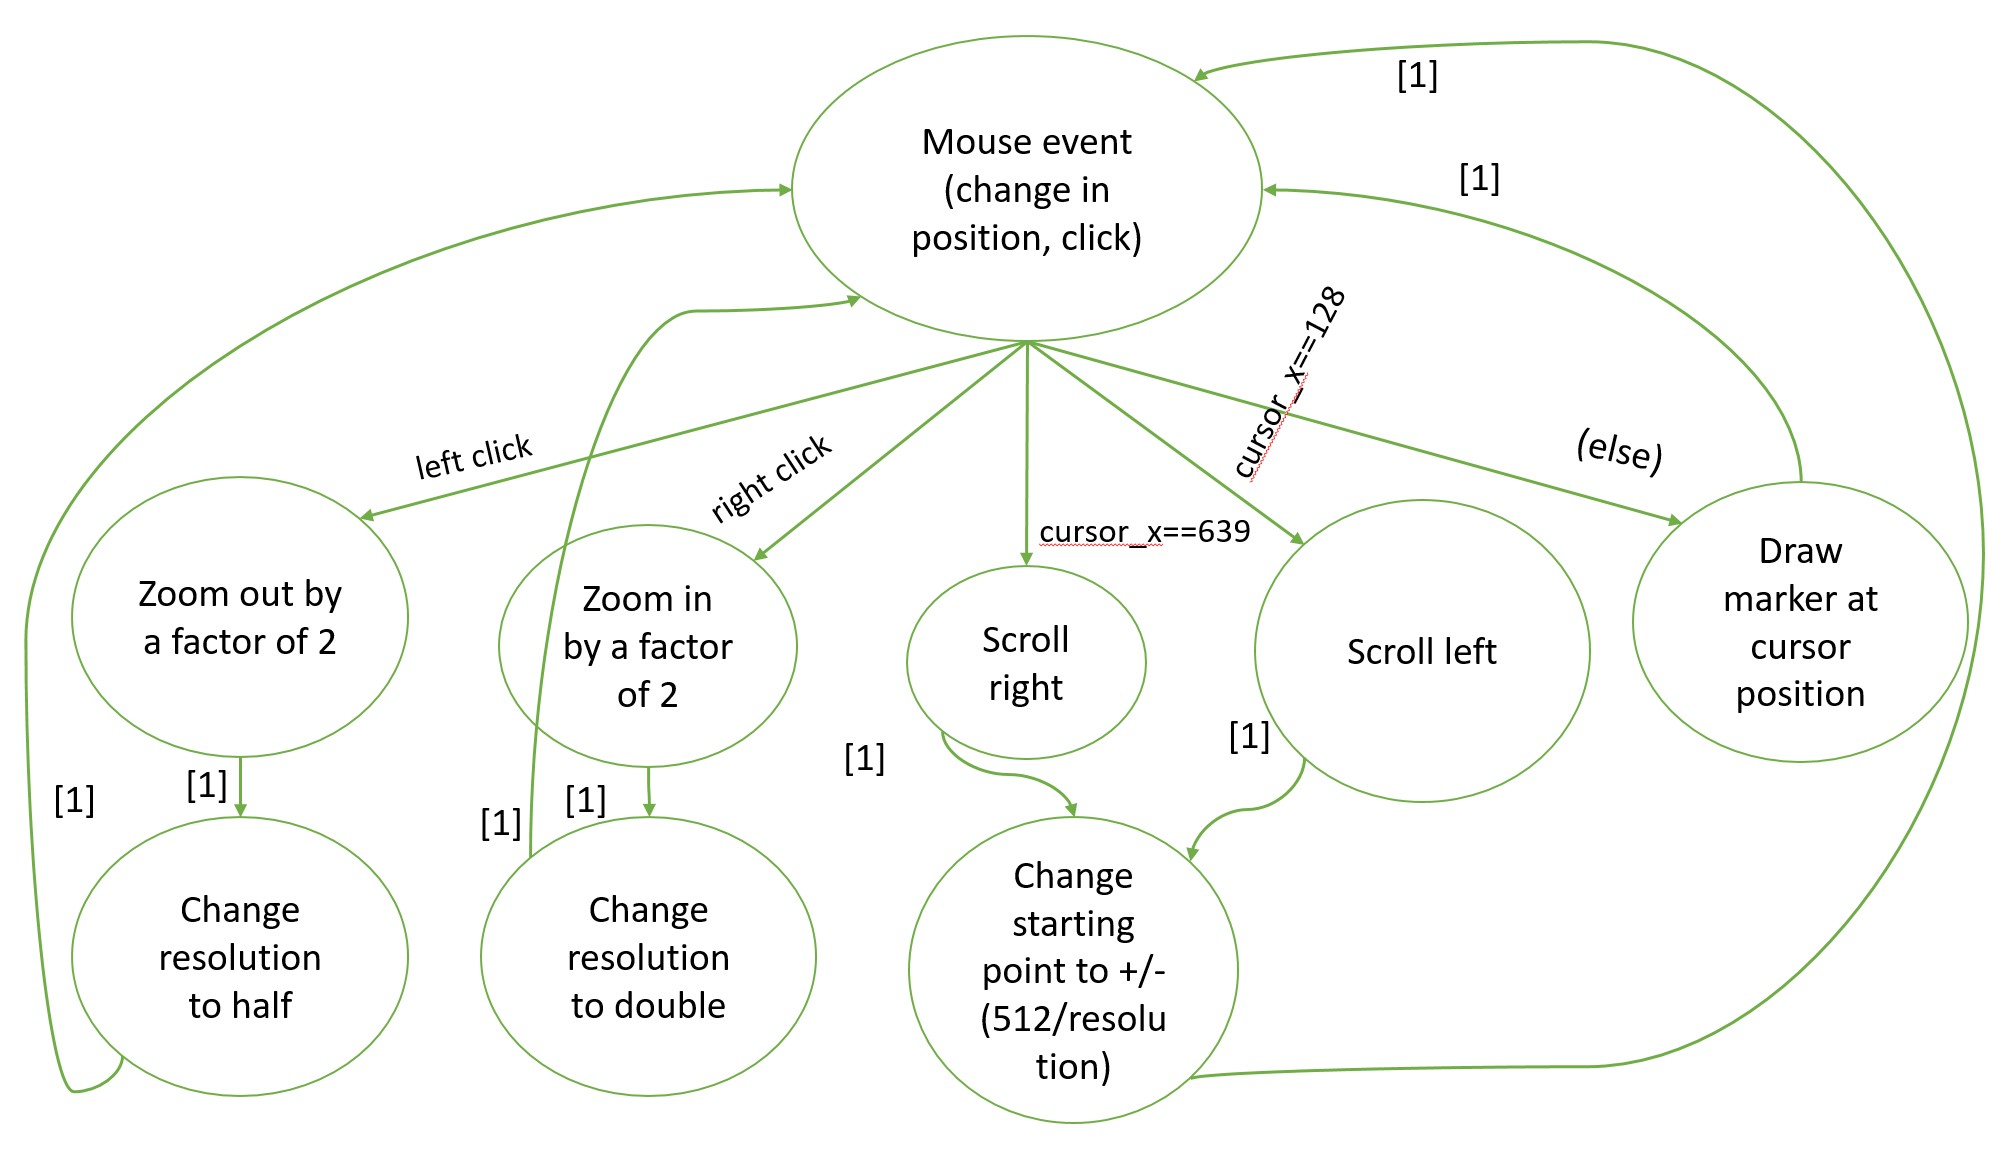 Mouse event
(change in
position, click)
[1]
[1]
left click
right click
cursor_x==639
cursor_x==128
(else)
Zoom out by
a factor of 2
Zoom in
by a factor
of 2
Scroll
right
Scroll left
Draw
marker at
cursor
position
[1]
[1]
[1]
[1]
[1]
[1]
Change
resolution
to half
Change
resolution
to double
Change
starting
point to +/-
(512/resolu
tion)